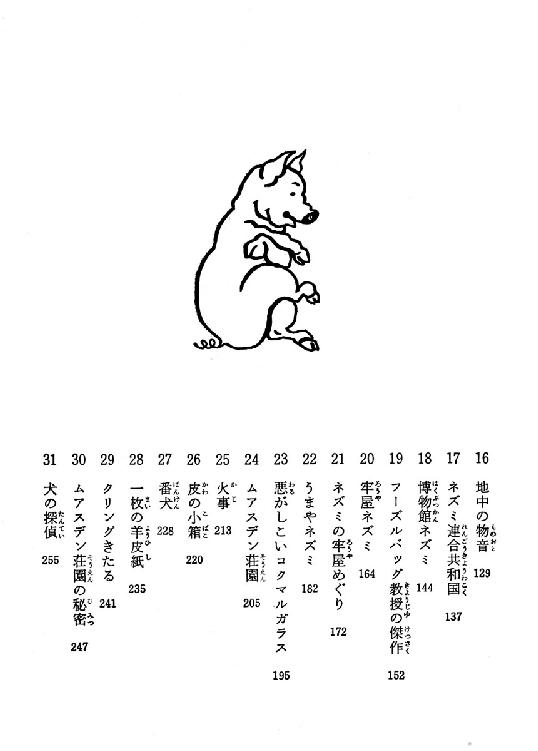 16 地中の物音 129
17 ネズミ連合共和国 137
18 博物館ネズミ 144
19 フーズルバッグ教授の傑作 152
20 牢屋ネズミ 164
21 ネズミの牢屋めぐり 172
22 うまやネズミ 182
23 悪がしこいコクマルガラス 195
24 ムアスデン荘園 205
25 火事 213
26 皮の小箱 220
27 番犬 228
28 一枚の羊皮紙 235
29 クリングきたる 241
30 ムアスデン荘園の秘密 247
31 犬の探偵 255